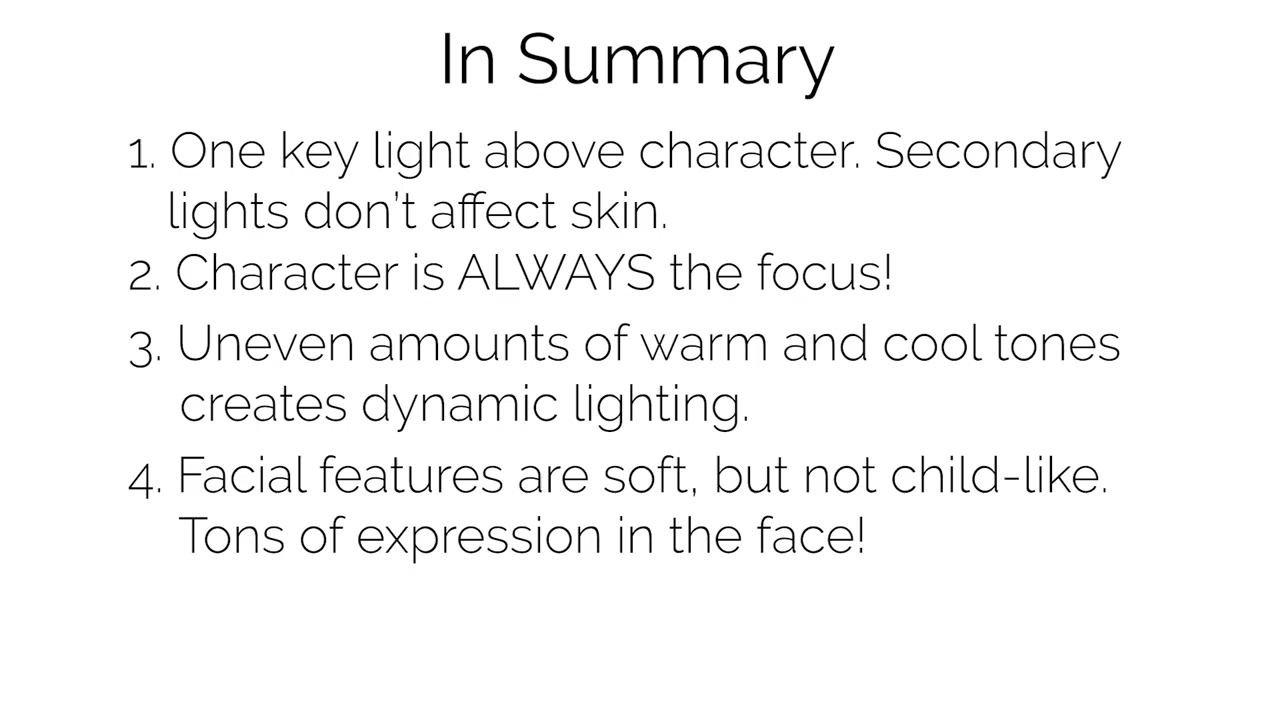 In Summary
1. One key light above character. Secondary
lights don’t affect skin.
2. Character is ALWAYS the focus!
3. Uneven amounts of warm and cool tones
creates dynamic lighting.
4. Facial features are soft, but not child-like.
Tons of expression in the face!